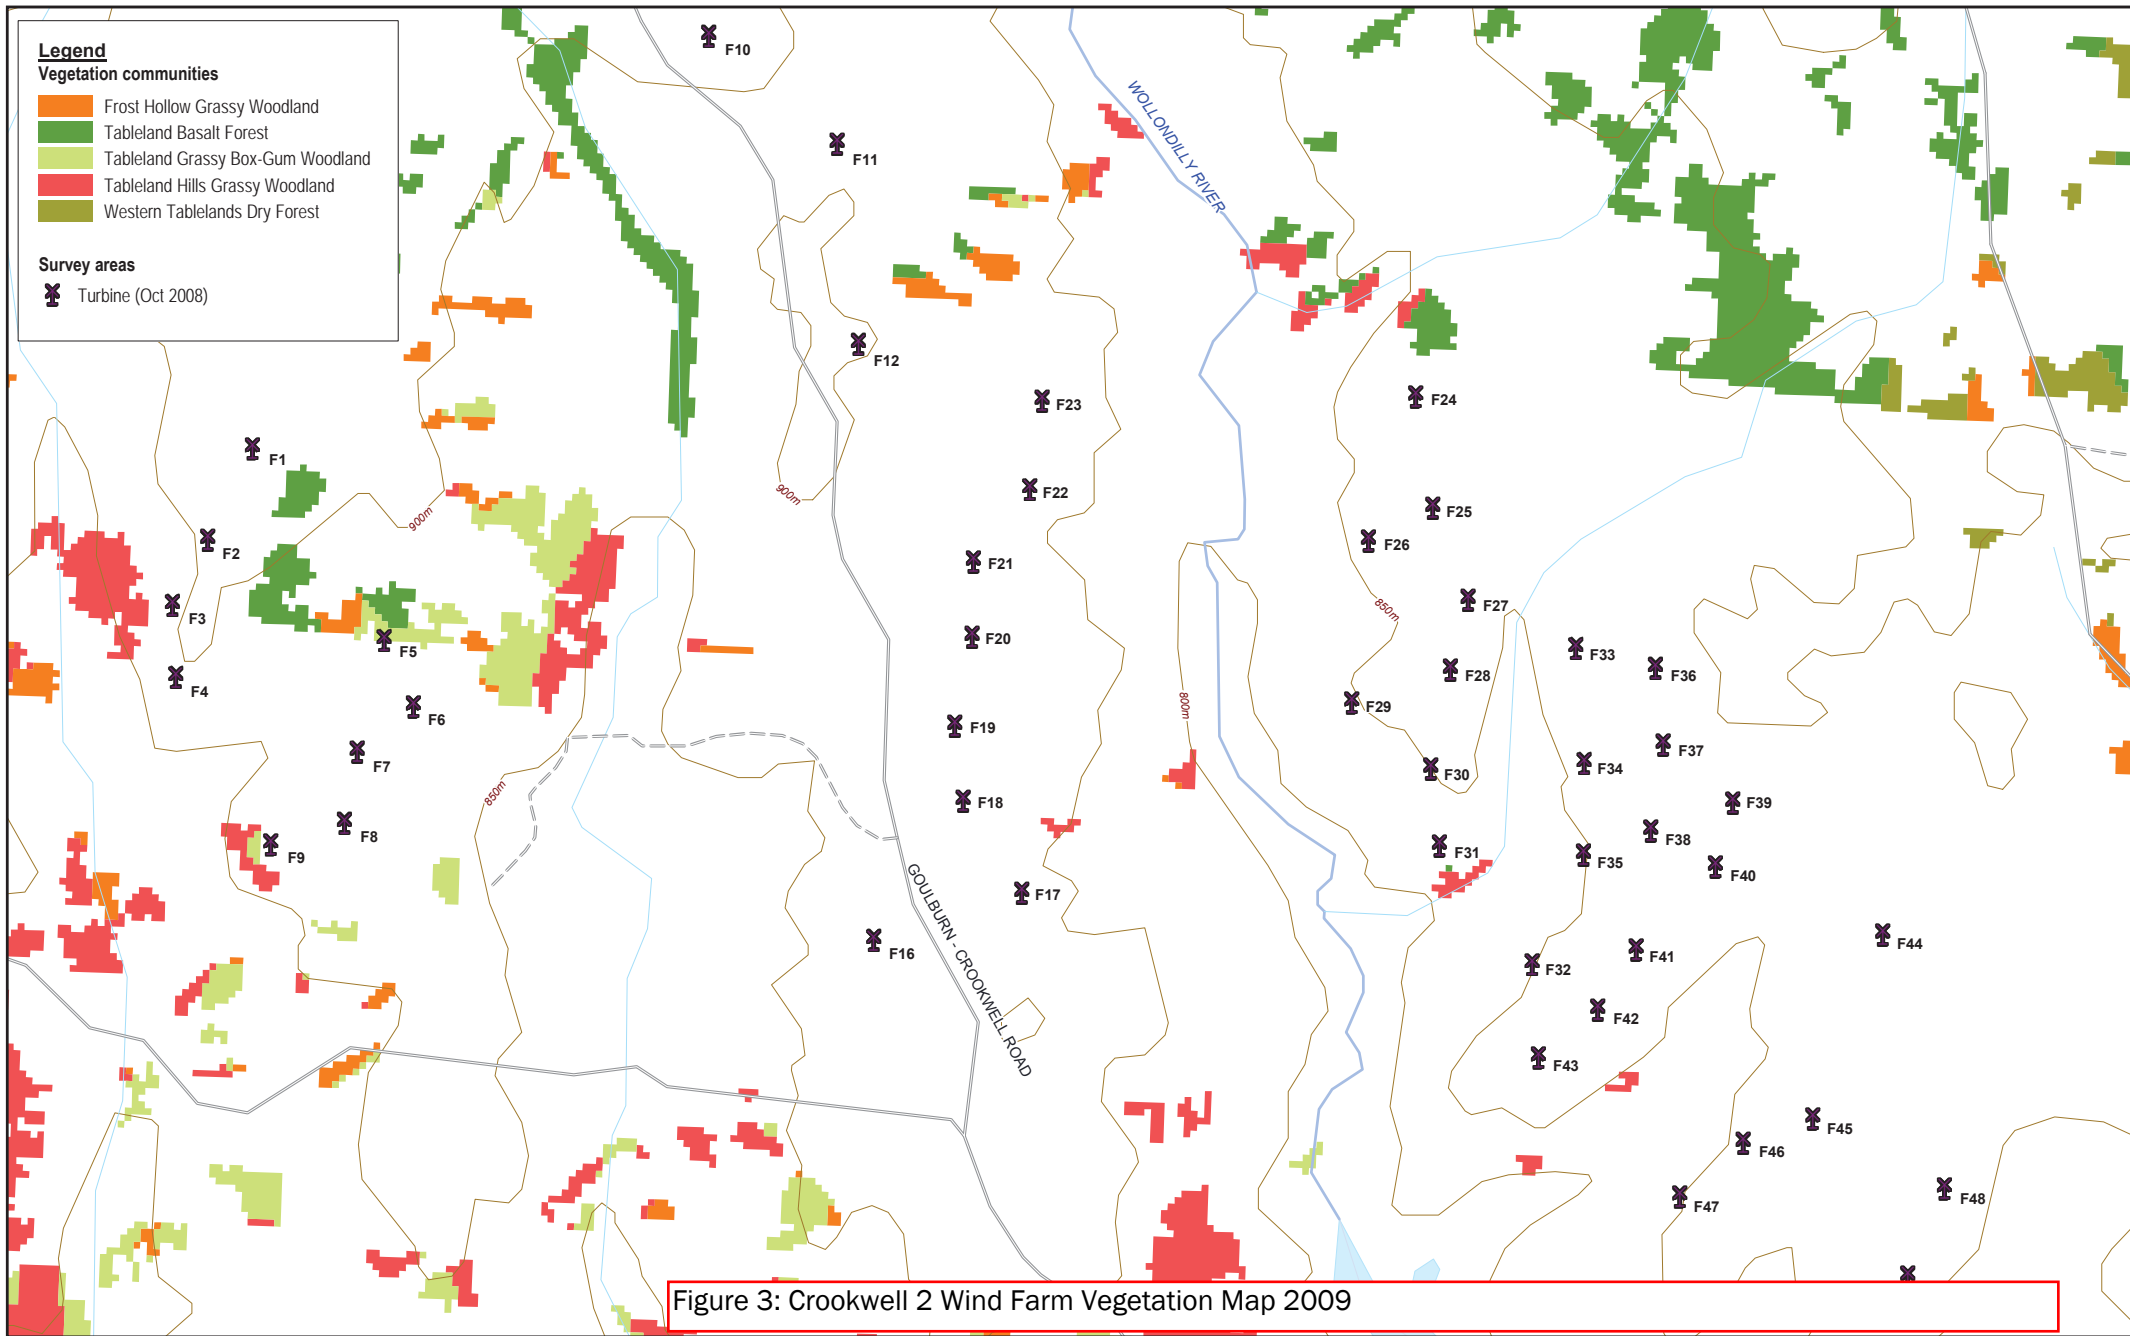 Legend
Vegetation communities
Frost Hollow Grassy Woodland
Tableland Basalt Forest
Tableland Grassy Box-Gum Woodland
Tableland Hills Grassy Woodland
Western Tablelands Dry Forest
Survey areas
Turbine (Oct 2008)
F10
WOLLONDILLY RIVER
F11
F12
F23
F24
F1
900m
900m
F22
F25
F2
F26
F21
F3
850m
F27
F20
F5
F33
F36
F4
F28
F29
800m
F6
F19
F7
F37
F34
F30
850m
F18
F39
F8
F38
F9
F31
F35
F40
GOULBURN - CROOKWELL ROAD
F17
F16
F44
F41
F32
F42
F43
F45
F46
F48
F47
Figure 3: Crookwell 2 Wind Farm Vegetation Map 2009